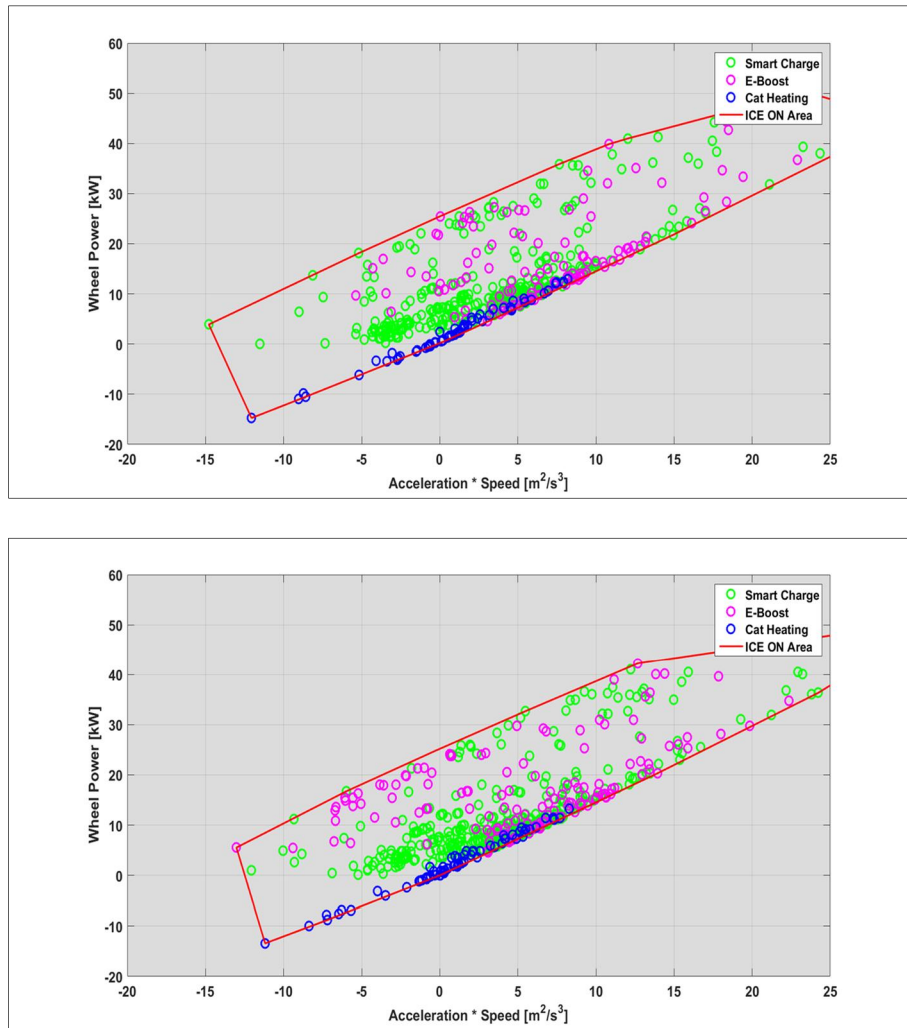 60
50
40
30
20
10
0
-10
-20
Wheel Power [kW]
Smart Charge
E-Boost
Cat Heating
ICE ON Area
-20 -15 -10 -5 0 5 10 15 20 25
Acceleration * Speed [m²/s³]
60
50
40
30
20
10
0
-10
-20
Wheel Power [kW]
Smart Charge
E-Boost
Cat Heating
ICE ON Area
-20 -15 -10 -5 0 5 10 15 20 25
Acceleration * Speed [m²/s³]